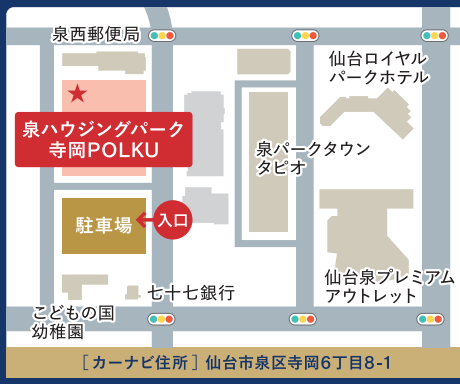 泉西郵便局
仙台ロイヤル
パークホテル
泉ハウジングパーク
寺岡POLKU
泉パークタウン
タピオ
駐車場
入口
仙台泉プレミアム
アウトレット
七十七銀行
こどもの国
幼稚園
[カーナビ住所] 仙台市泉区寺岡6丁目8-1